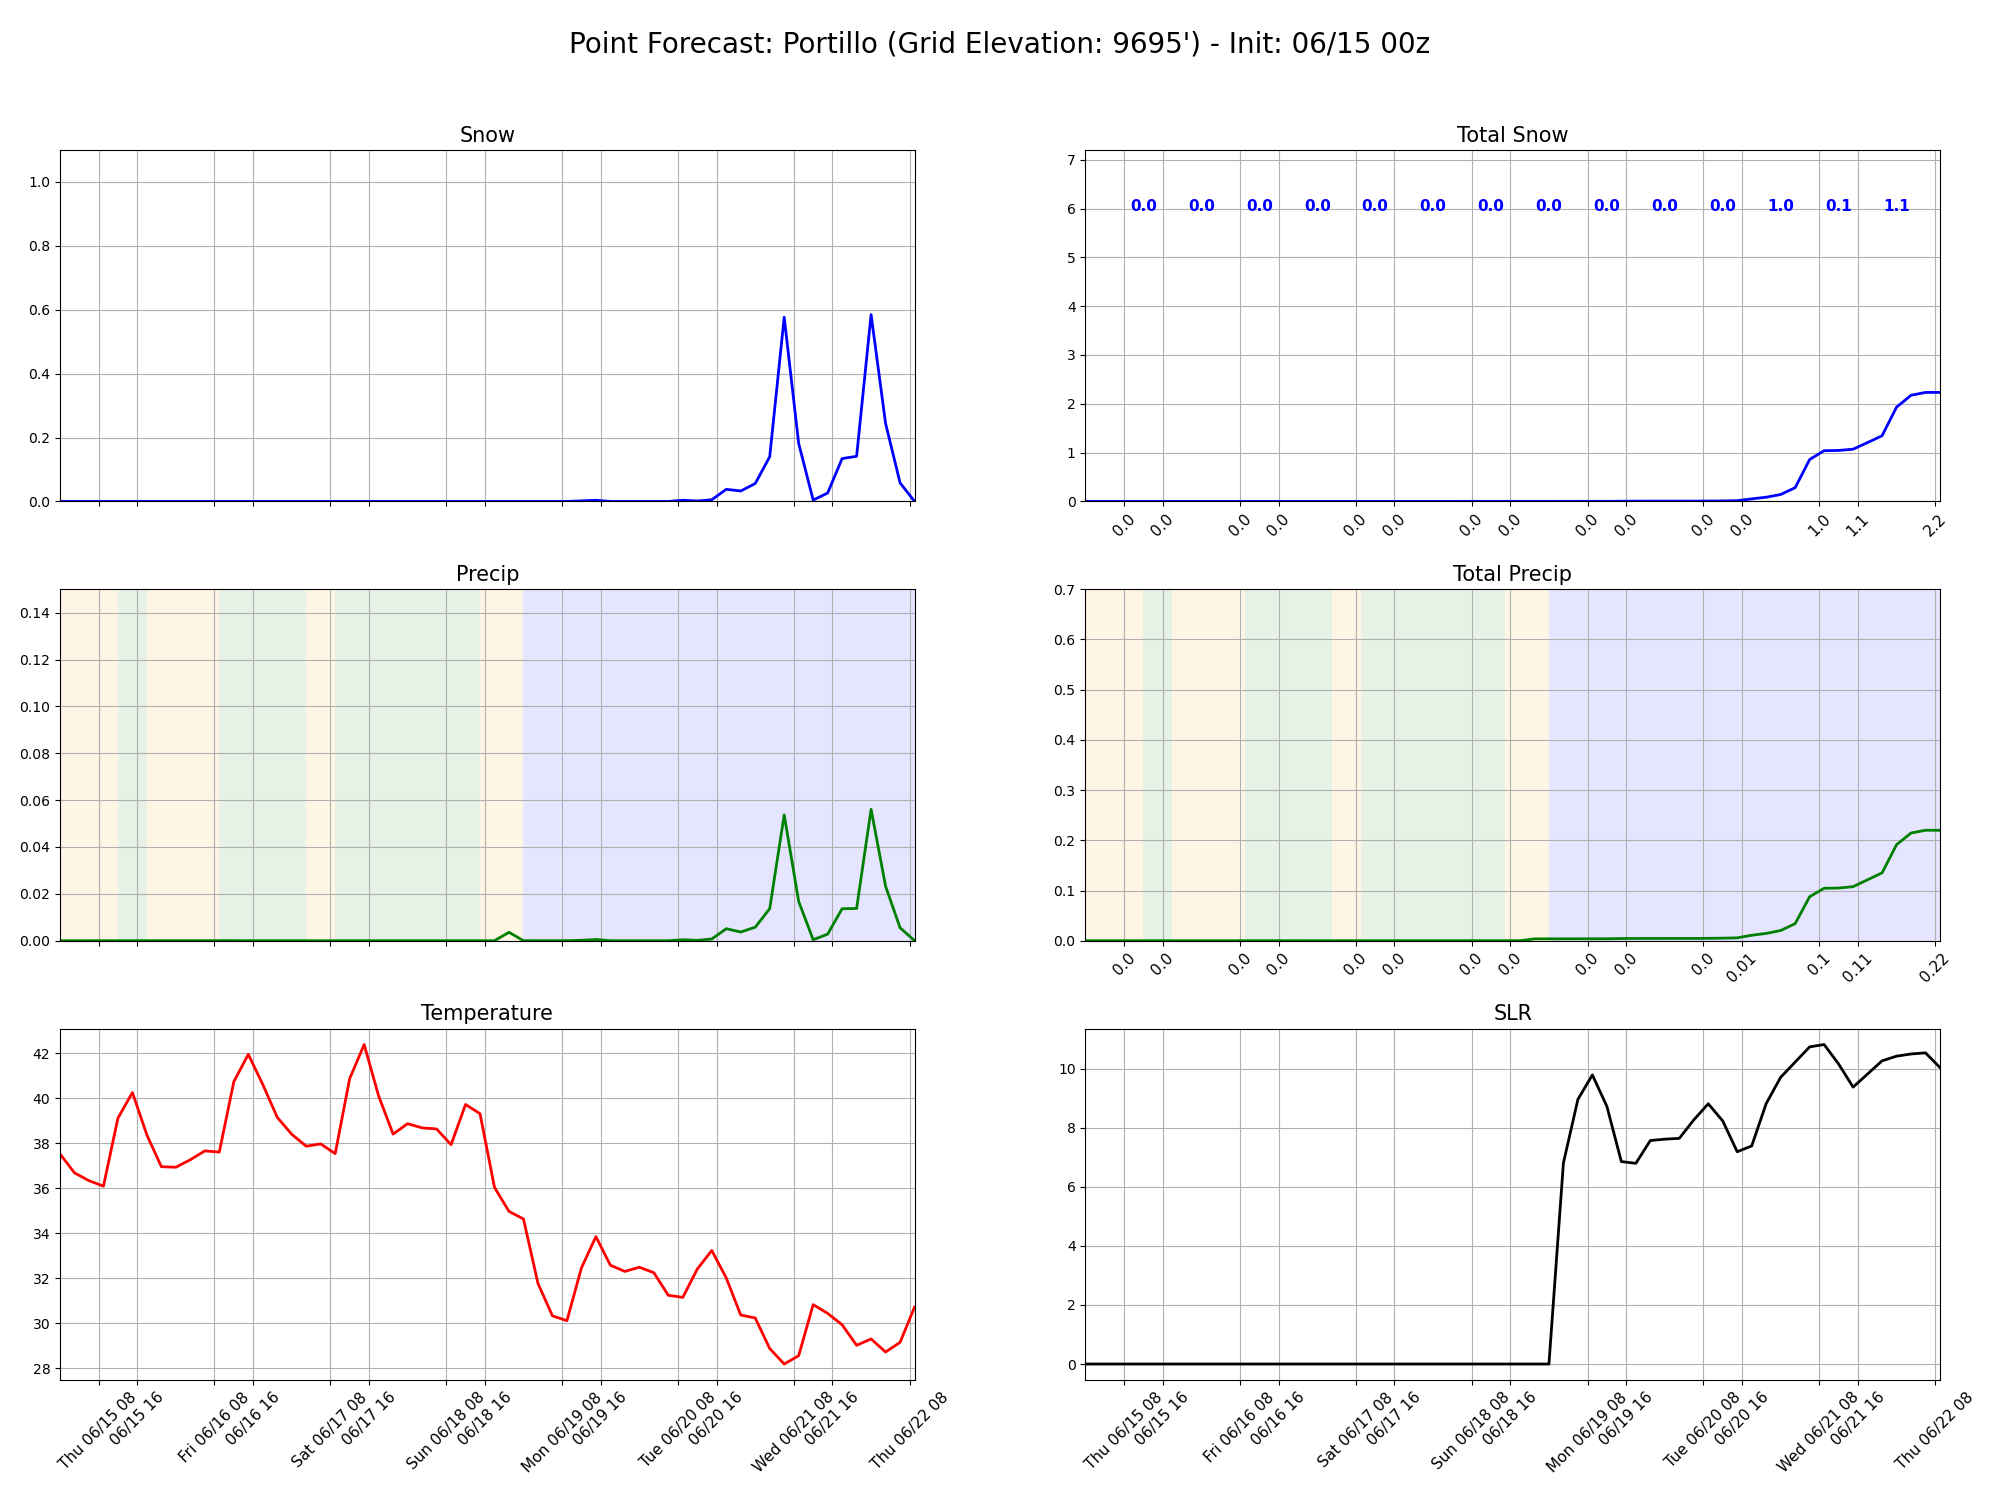 Point Forecast: Portillo (Grid Elevation: 9695') - Init: 06/15 00z
Snow
1.0
0.8
0.6
0.4
0.2
0.0
Total Snow
7
6
5
4
3
2
1
0
0.0 0.0 0.0 0.0 0.0 0.0 0.0 0.0 0.0 0.0 0.0 1.0 0.1 1.1
0.0 0.0 0.0 0.0 0.0 0.0 0.0 0.0 0.0 0.0 0.0 0.0 1.0 1.1 2.2
Precip
0.14
0.12
0.10
0.08
0.06
0.04
0.02
0.00
Total Precip
0.7
0.6
0.5
0.4
0.3
0.2
0.1
0.0
0.0 0.0 0.0 0.0 0.0 0.0 0.0 0.0 0.0 0.0 0.0 0.01 0.1 0.11 0.22
Temperature
42
40
38
36
34
32
30
28
Thu 06/15 08
06/15 16
Fri 06/16 08
06/16 16
Sat 06/17 08
06/17 16
Sun 06/18 08
06/18 16
Mon 06/19 08
06/19 16
Tue 06/20 08
06/20 16
Wed 06/21 08
06/21 16
Thu 06/22 08
SLR
10
8
6
4
2
0
Thu 06/15 08
06/15 16
Fri 06/16 08
06/16 16
Sat 06/17 08
06/17 16
Sun 06/18 08
06/18 16
Mon 06/19 08
06/19 16
Tue 06/20 08
06/20 16
Wed 06/21 08
06/21 16
Thu 06/22 08